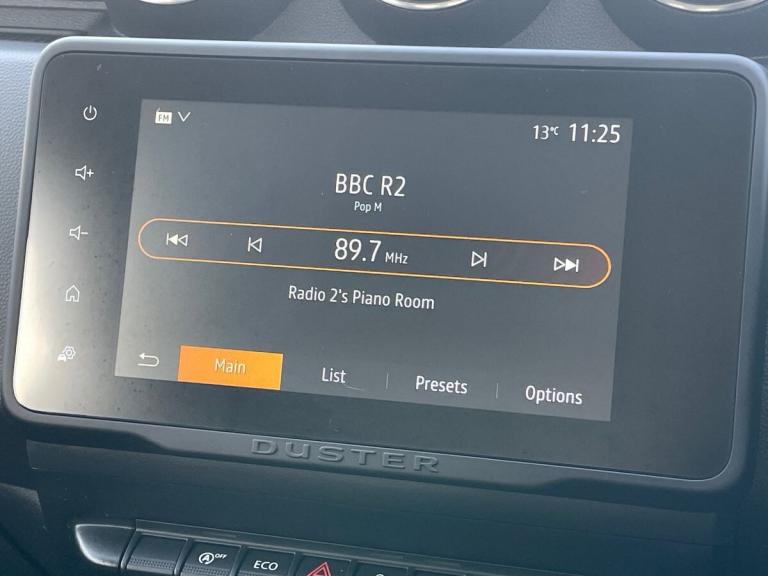 FM
13°C 11:25
BBC R2
Pop M
89.7 MHz
Radio 2's Piano Room
Main List Presets Options
DUSTER
OFF
ECO